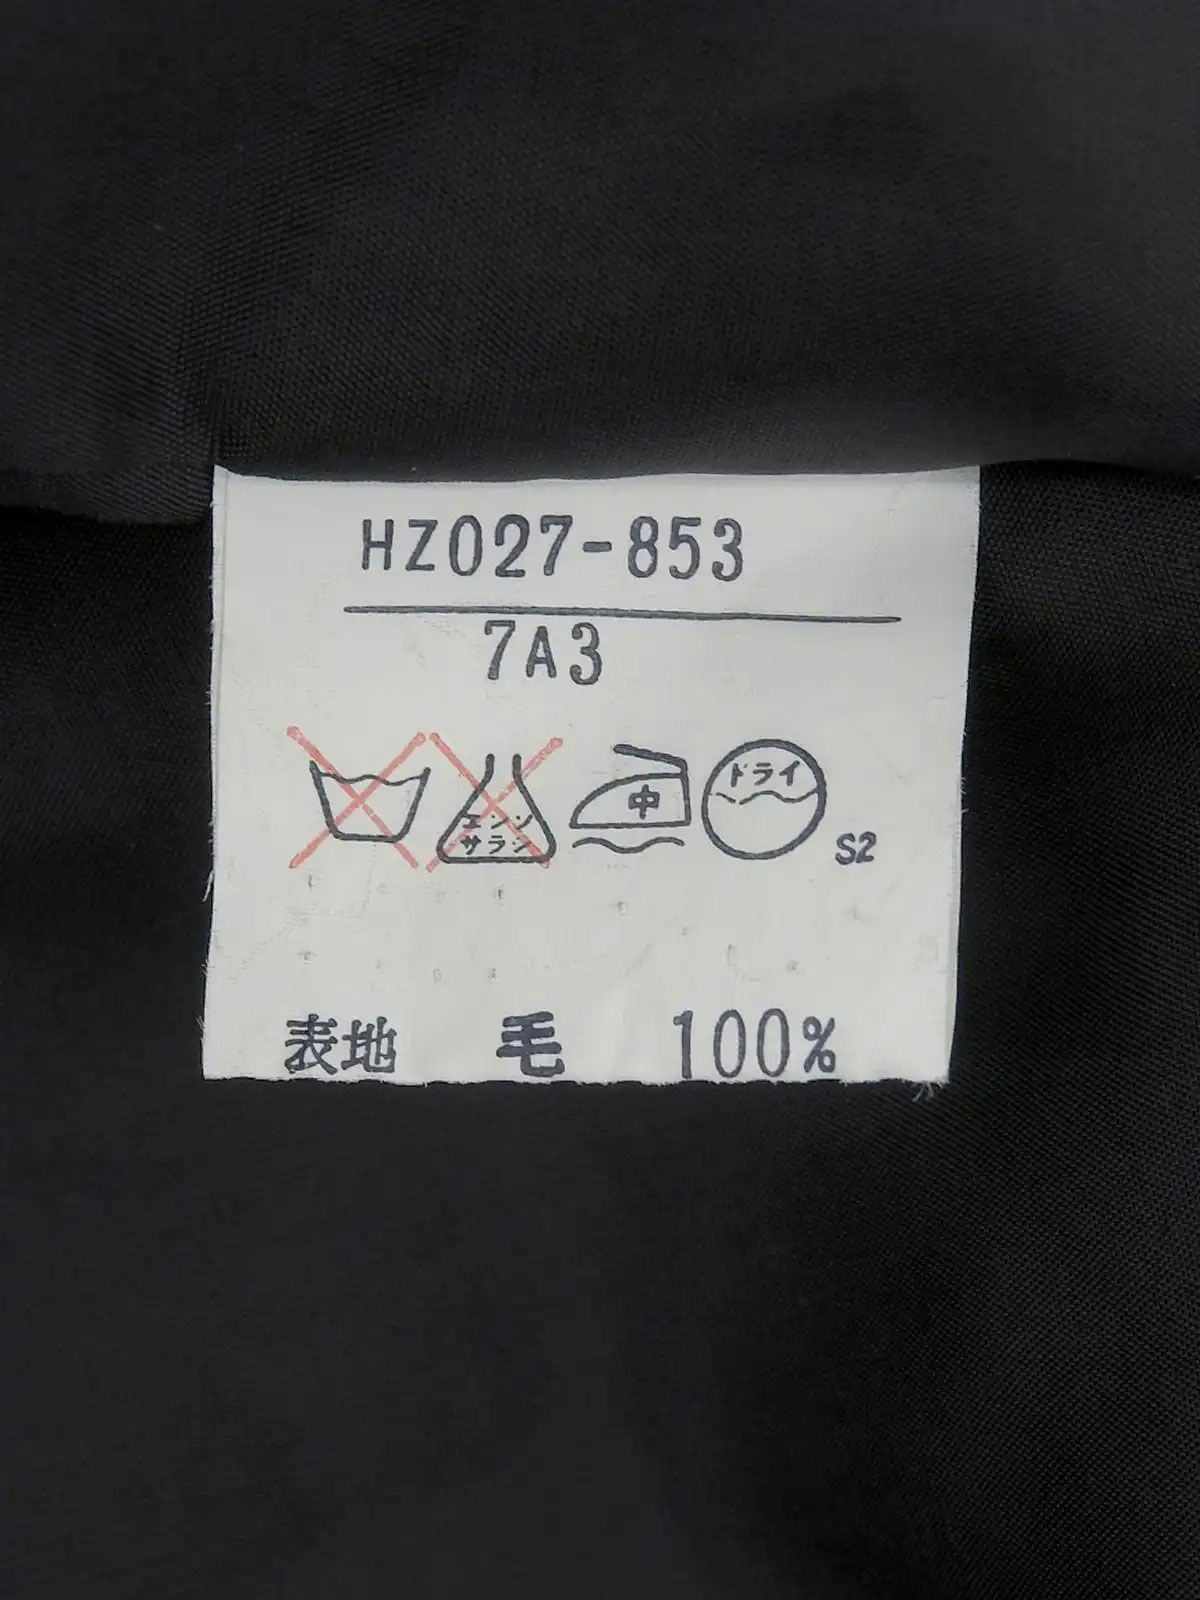 HZ027-853
7A3
エンソ
サラシ
中
ドライ
S2
表地 毛 100%